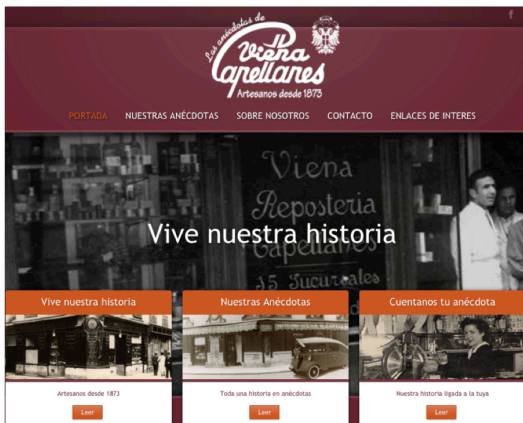 Las anécdotas de
Viena
Capellanes
Artesanos desde 1873
f
PORTADA NUESTRAS ANÉCDOTAS SOBRE NOSOTROS CONTACTO ENLACES DE INTERES
Viena
Reposteria
Capellanes
35 Sucursales
Vive nuestra historia
Vive nuestra historia
Nuestras Anécdotas
Cuentanos tu anécdota
Artesanos desde 1873
Toda una historia en anécdotas
Nuestra historia ligada a la tuya
Leer
Leer
Leer